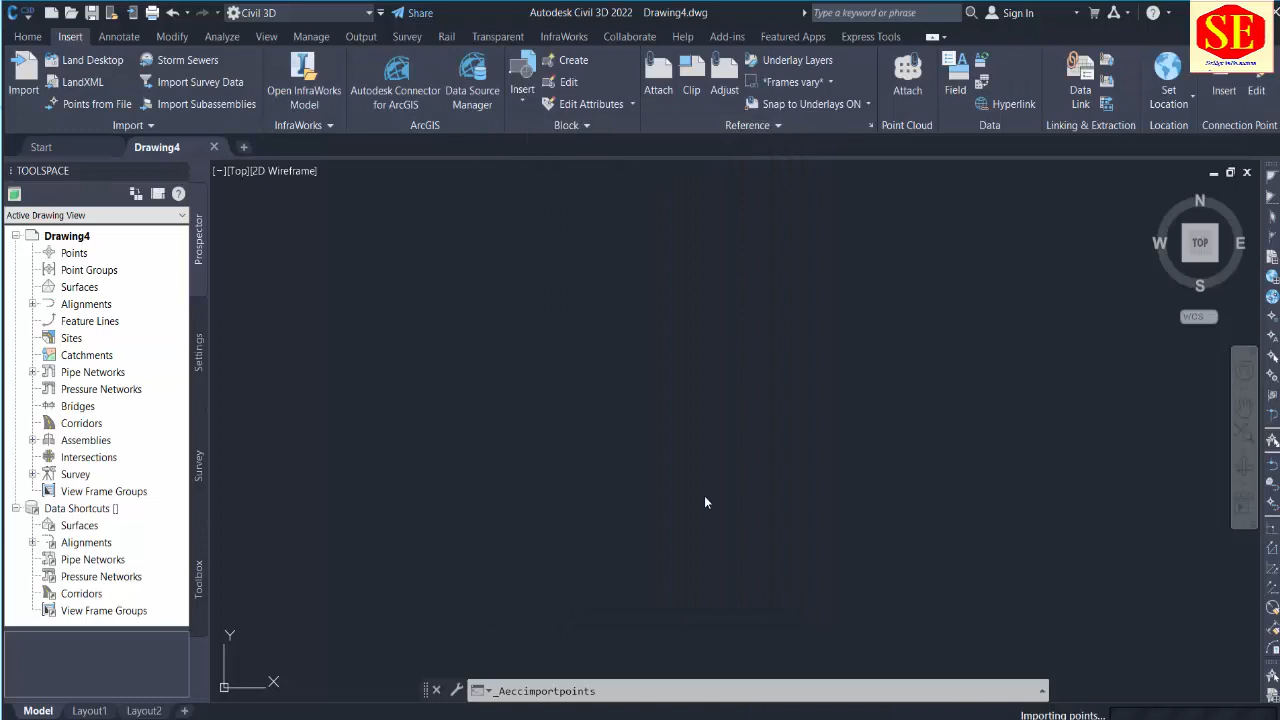 Civil 3D
Share
Autodesk Civil 3D 2022 Drawing4.dwg
Type a keyword or phrase
Sign In
SE
Home Insert Annotate Modify Analyze View Manage Output Survey Rail Transparent InfraWorks Collaborate Help Add-ins Featured Apps Express Tools
Import
Land Desktop
LandXML
Points from File
Storm Sewers
Import Survey Data
Import Subassemblies
Open InfraWorks
Model
Autodesk Connector
for ArcGIS
Data Source
Manager
Insert
Create
Edit
Edit Attributes
Attach Clip Adjust
Underlay Layers
*Frames vary*
Snap to Underlays ON
Attach
Field
Hyperlink
Data
Link
Set
Location
Insert Edit
Import InfraWorks ArcGIS Block Reference Point Cloud Data Linking & Extraction Location Connection Point
Start Drawing4
TOOLSPACE
Active Drawing View
Drawing4
Points
Point Groups
Surfaces
Alignments
Feature Lines
Sites
Catchments
Pipe Networks
Pressure Networks
Bridges
Corridors
Assemblies
Intersections
Survey
View Frame Groups
Data Shortcuts []
Surfaces
Alignments
Pipe Networks
Pressure Networks
Corridors
View Frame Groups
Prospector
Settings
Survey
Toolbox
[−][Top][2D Wireframe]
N
W TOP E
S
WCS
Y
X
_Aeccimportpoints
Model Layout1 Layout2
Importing points...